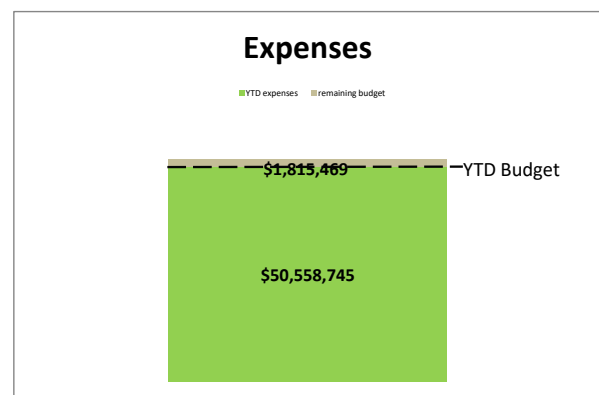 Expenses
YTD expenses remaining budget
$1,815,469
YTD Budget
$50,558,745